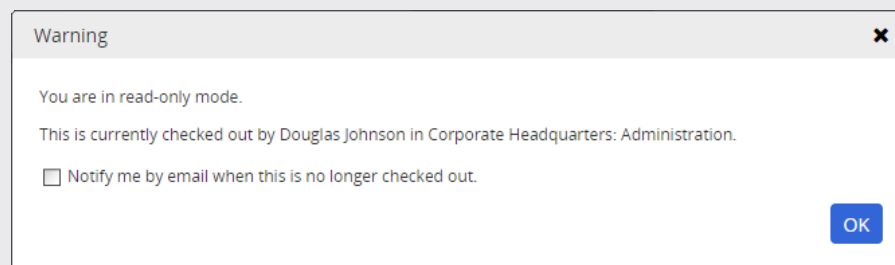 Warning
You are in read-only mode.
This is currently checked out by Douglas Johnson in Corporate Headquarters: Administration.
Notify me by email when this is no longer checked out.
OK